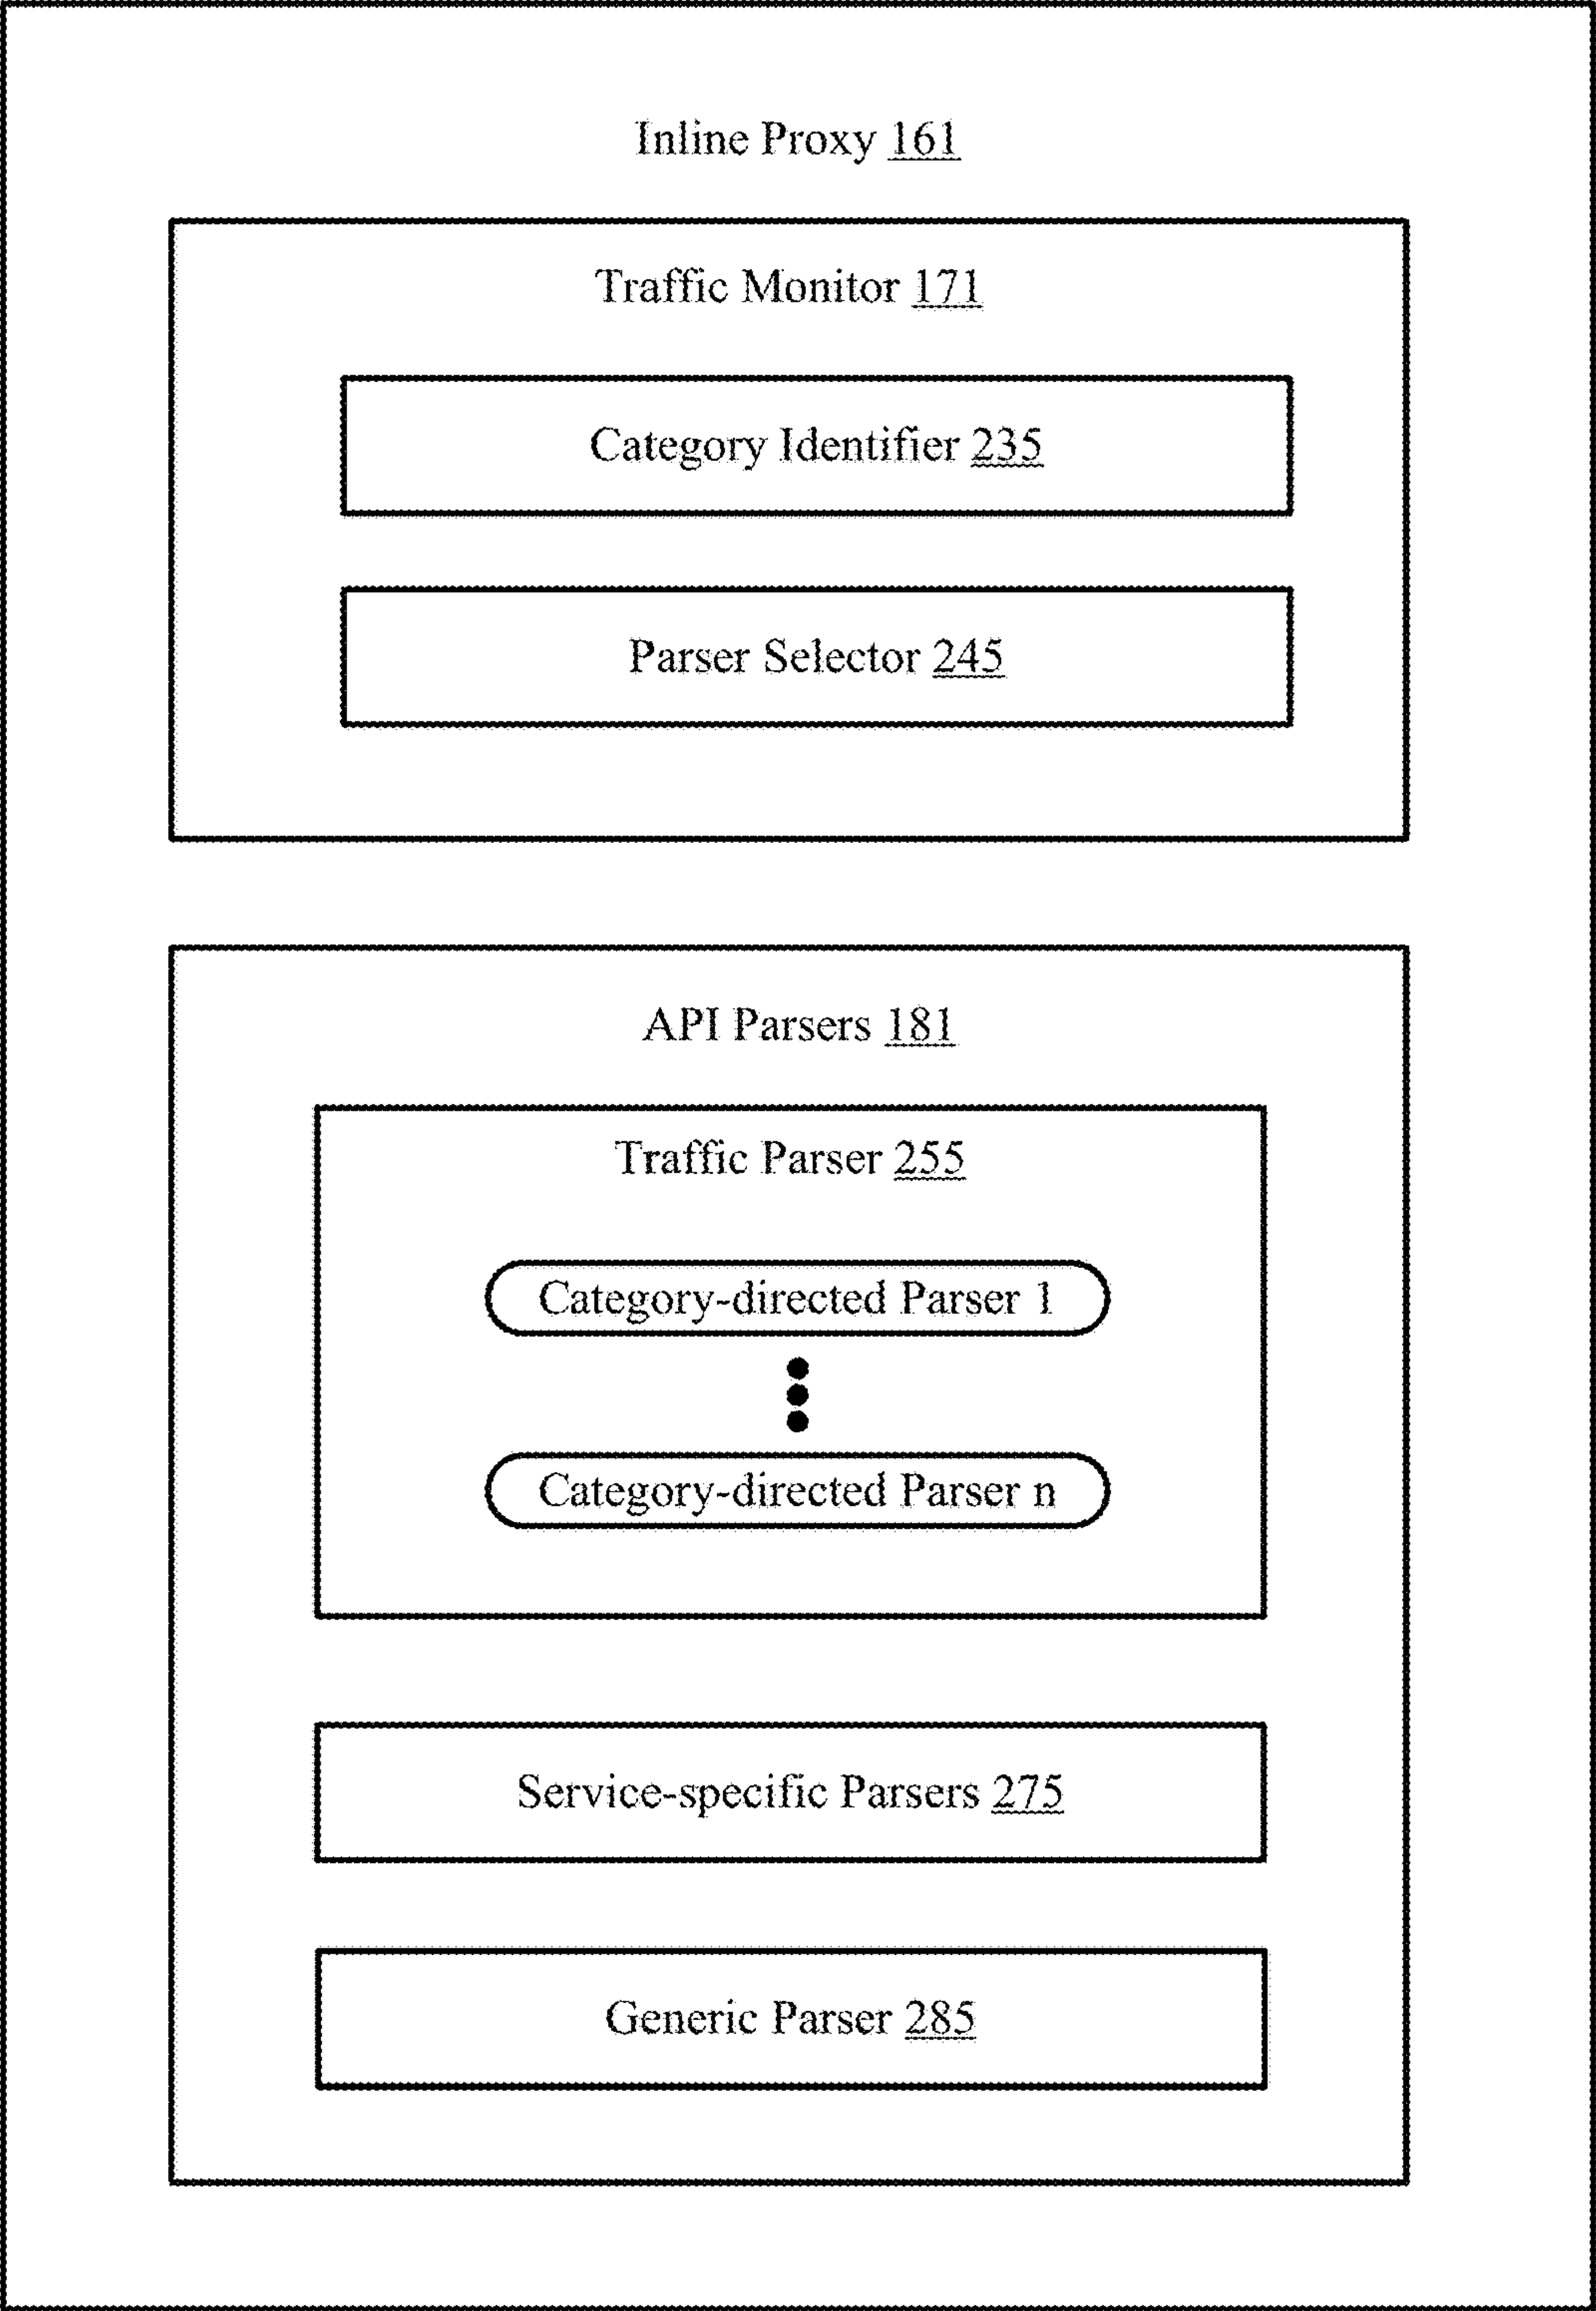 Inline Proxy 161
Traffic Monitor 171
Category Identifier 235
Parser Selector 245
API Parsers 181
Traffic Parser 255
Category-directed Parser 1
Category-directed Parser n
Service-specific Parsers 275
Generic Parser 285